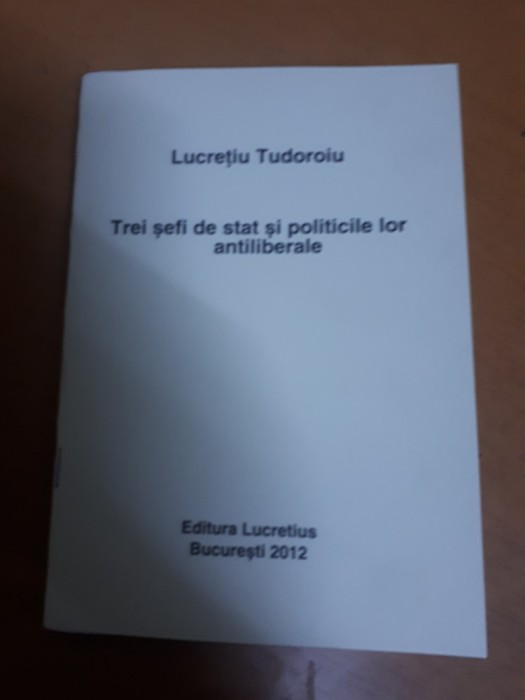 Lucrețiu Tudoroiu
Trei șefi de stat și politicile lor
antiliberale
Editura Lucretius
București 2012